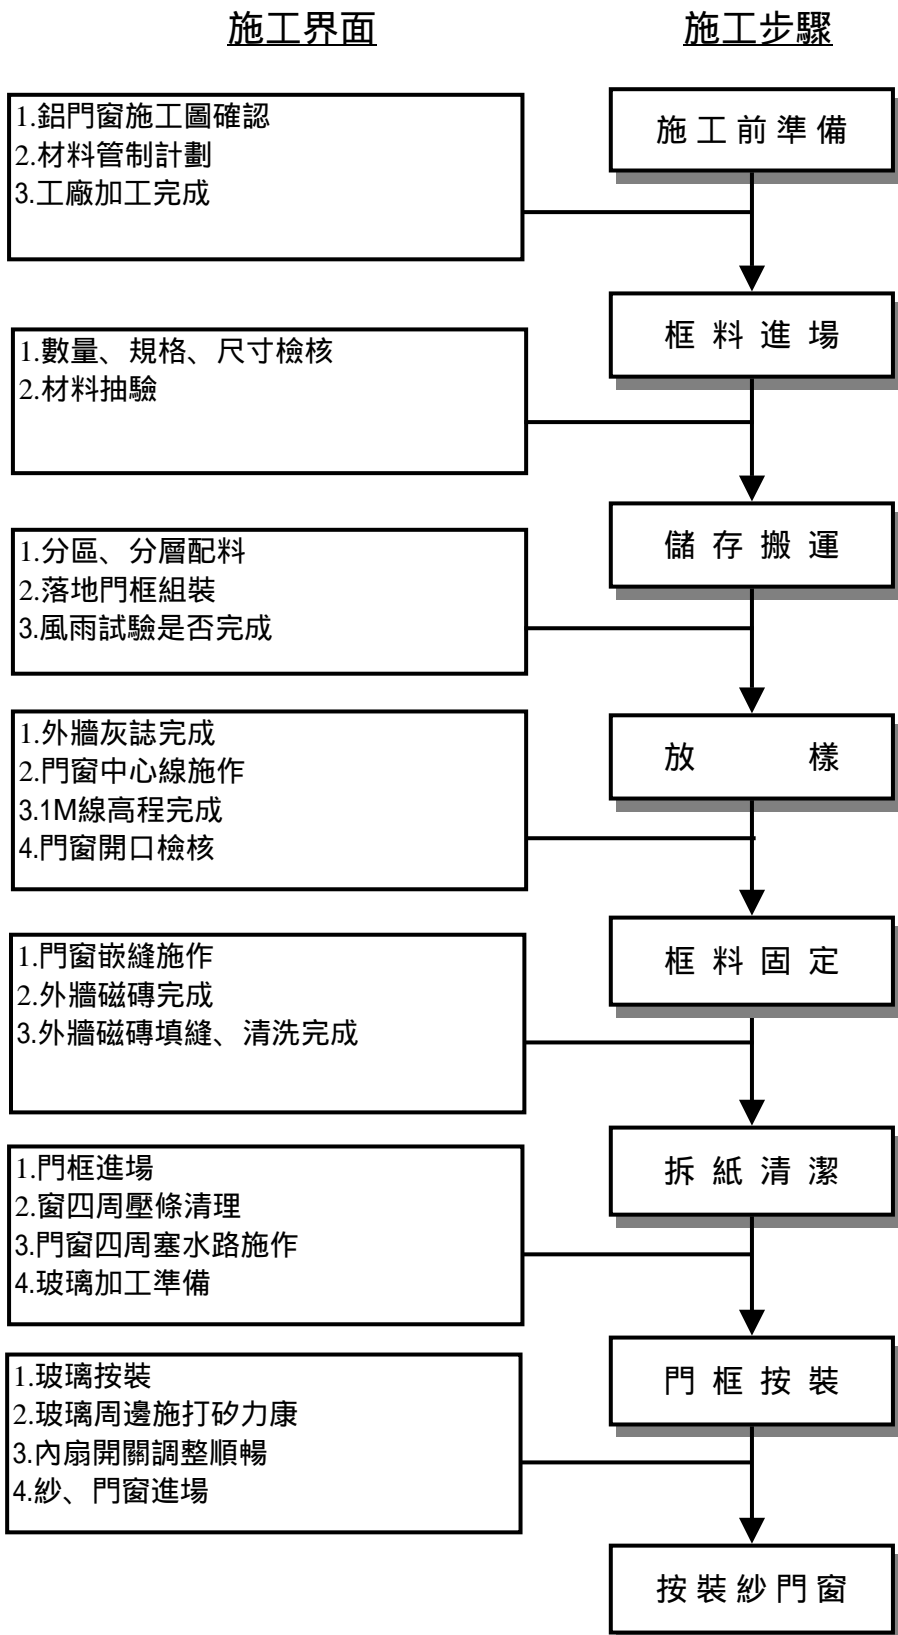 施工界面
施工步驟
施工前準備
1.鋁門窗施工圖確認
2.材料管制計劃
3.工廠加工完成
框料進場
1.數量、規格、尺寸檢核
2.材料抽驗
儲存搬運
1.分區、分層配料
2.落地門框組裝
3.風雨試驗是否完成
放樣
1.外牆灰誌完成
2.門窗中心線施作
3.1M線高程完成
4.門窗開口檢核
框料固定
1.門窗嵌縫施作
2.外牆磁磚完成
3.外牆磁磚填縫、清洗完成
拆紙清潔
1.門框進場
2.窗四周壓條清理
3.門窗四周塞水路施作
4.玻璃加工準備
門框按裝
1.玻璃按裝
2.玻璃周邊施打矽力康
3.內扇開關調整順暢
4.紗、門窗進場
按裝紗門窗